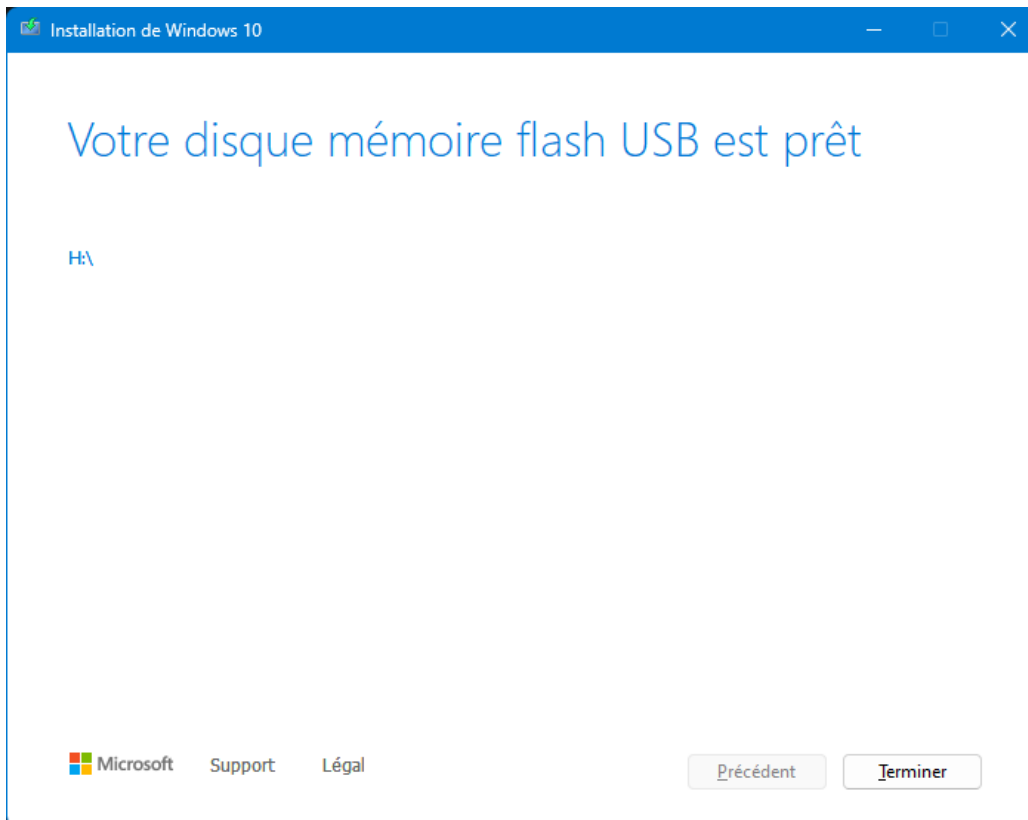 Installation de Windows 10
Votre disque mémoire flash USB est prêt
H:\
Microsoft Support Légal Précédent Terminer